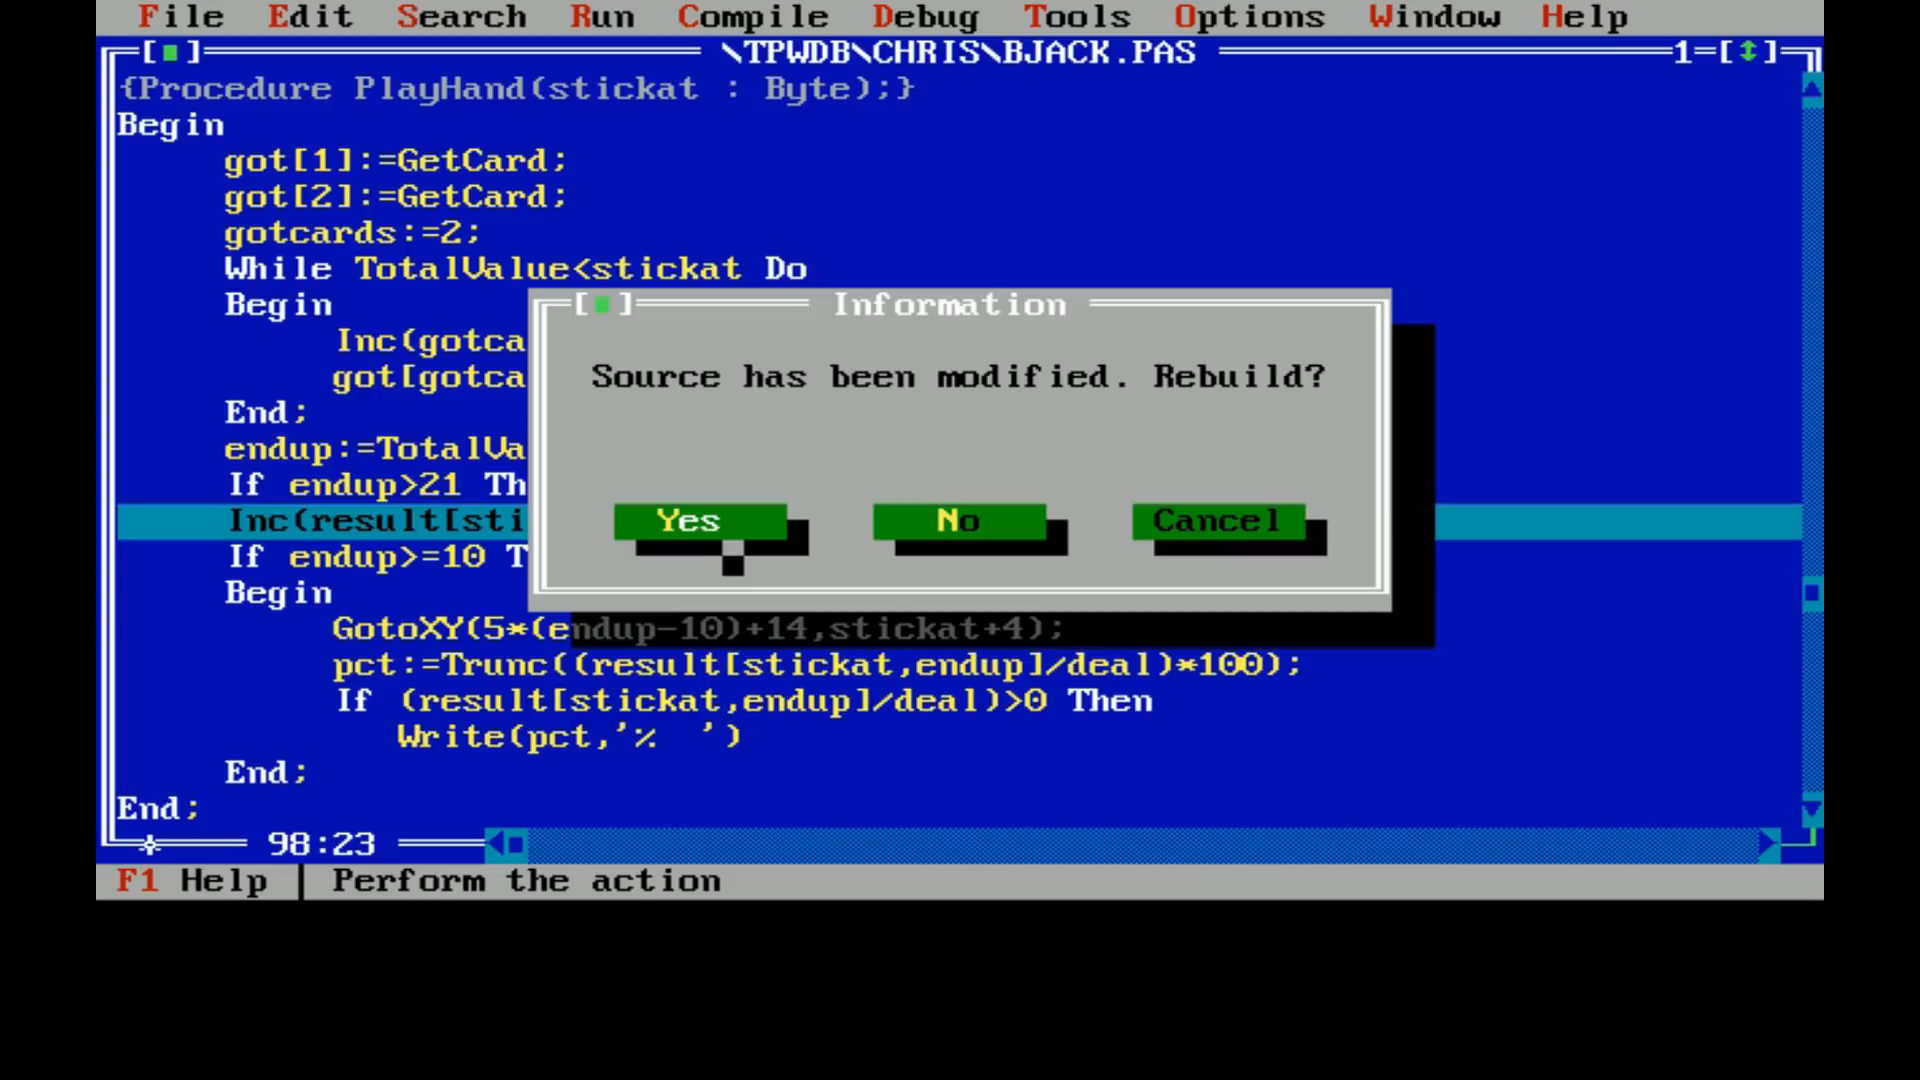 File Edit Search Run Compile Debug Tools Options Window Help
\TPWDB\CHRIS\BJACK.PAS 1
{Procedure PlayHand(stickat : Byte);}
Begin
got[1]:=GetCard;
got[2]:=GetCard;
gotcards:=2;
While TotalValue<stickat Do
Begin
Information
Inc(gotca
Source has been modified. Rebuild?
got[gotca
End;
endup:=TotalVa
If endup>21 Th
Inc(result[sti
Yes No Cancel
If endup>=10 T
Begin
GotoXY(5*(endup-10)+14,stickat+4);
pct:=Trunc((result[stickat,endup]/deal)*100);
If (result[stickat,endup]/deal)>0 Then
Write(pct,'%  ')
End;
End;
98:23
F1 Help | Perform the action